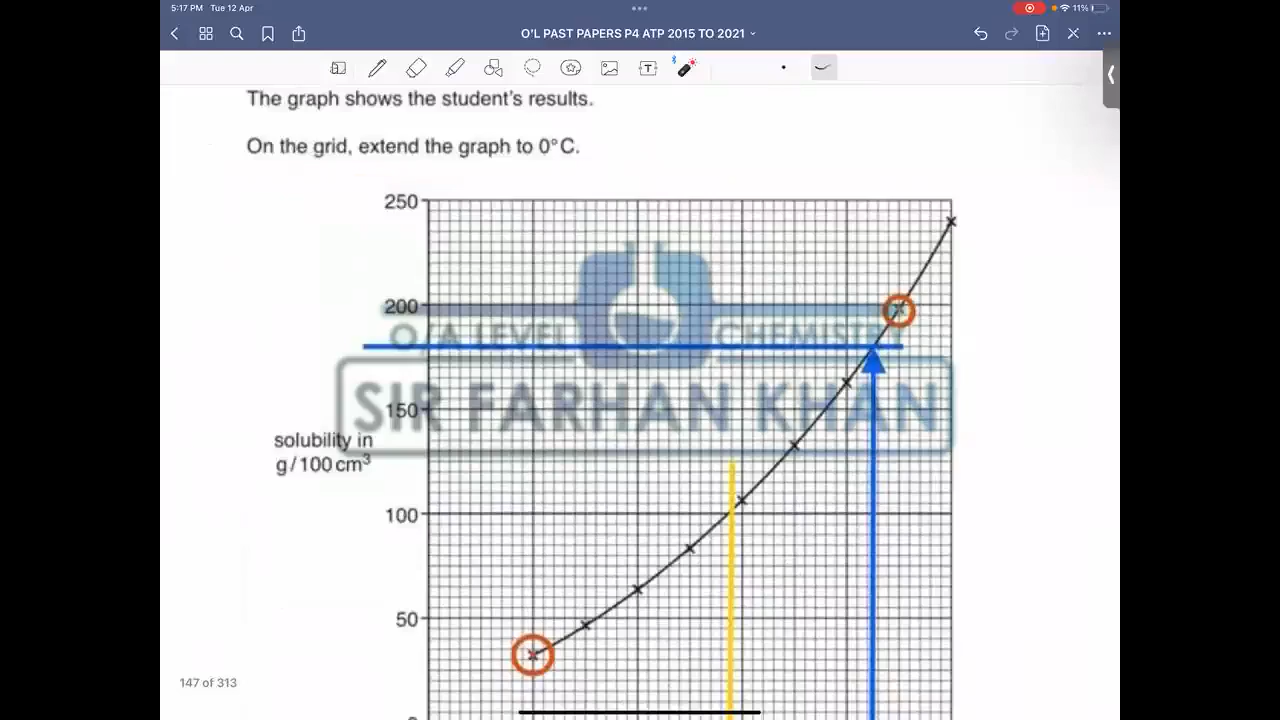 5:17 PM Tue 12 Apr
11%
O'L PAST PAPERS P4 ATP 2015 TO 2021
T
The graph shows the student's results.
On the grid, extend the graph to 0°C.
250
200
O/A LEVEL CHEMISTRY
SIR FARHAN KHAN
150
solubility in
g/100 cm³
100
50
0
147 of 313